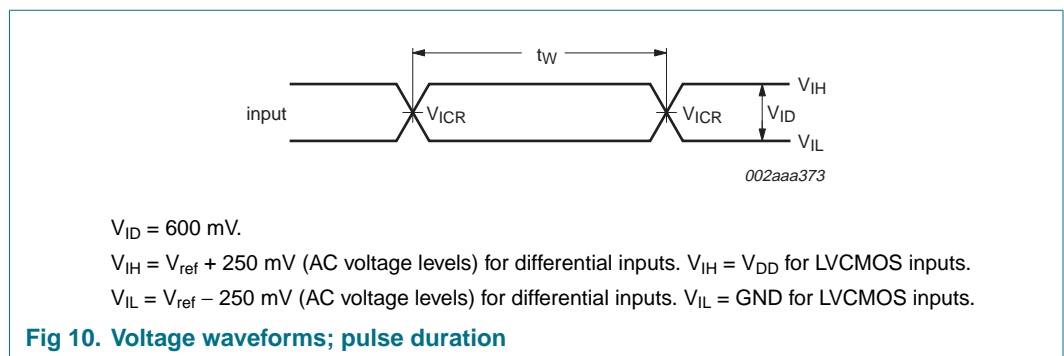 tW
VIH
input
VICR
VICR
VID
VIL
002aaa373
VID = 600 mV.
VIH = Vref + 250 mV (AC voltage levels) for differential inputs. VIH = VDD for LVCMOS inputs.
VIL = Vref − 250 mV (AC voltage levels) for differential inputs. VIL = GND for LVCMOS inputs.
Fig 10. Voltage waveforms; pulse duration